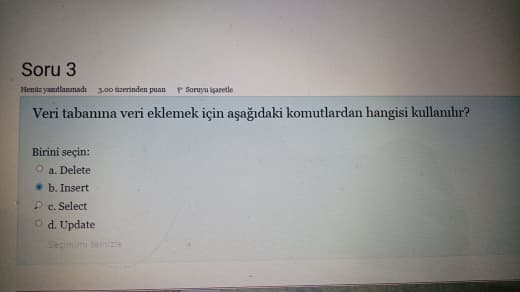 Soru 3
Henüz yanıtlanmadı 3,00 üzerinden puan Soruyu işaretle
Veri tabanına veri eklemek için aşağıdaki komutlardan hangisi kullanılır?
Birini seçin:
a. Delete
b. Insert
c. Select
d. Update
Seçimimi temizle